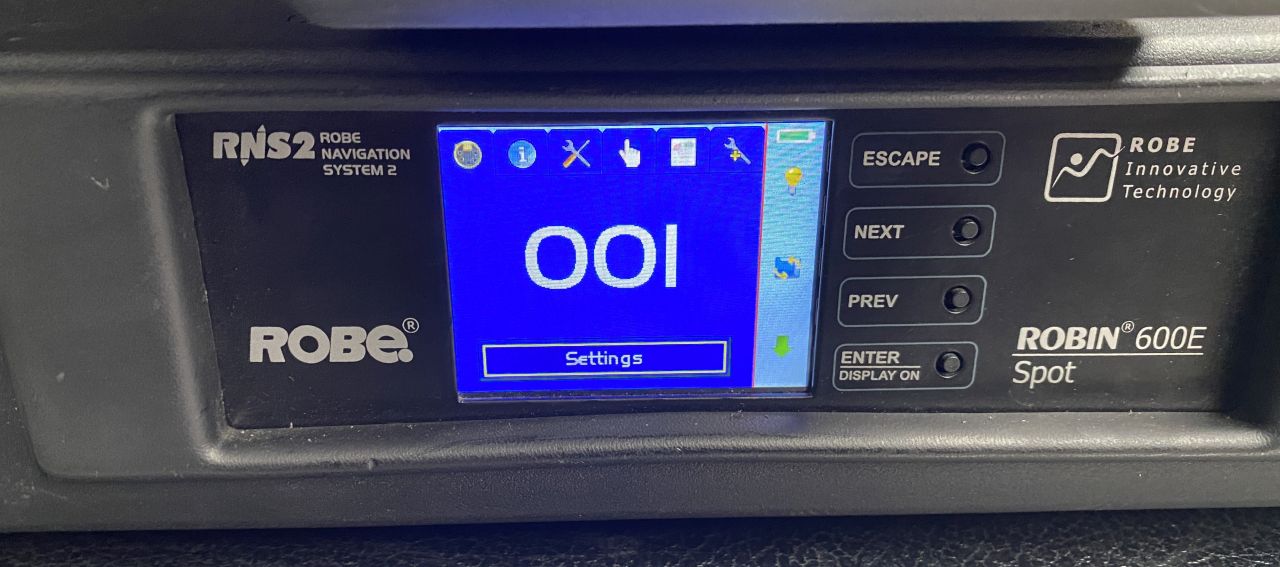 RNS2 ROBE
NAVIGATION
SYSTEM 2
ROBE®
001
Settings
ESCAPE
NEXT
PREV
ENTER
DISPLAY ON
ROBE
Innovative
Technology
ROBIN® 600E
Spot